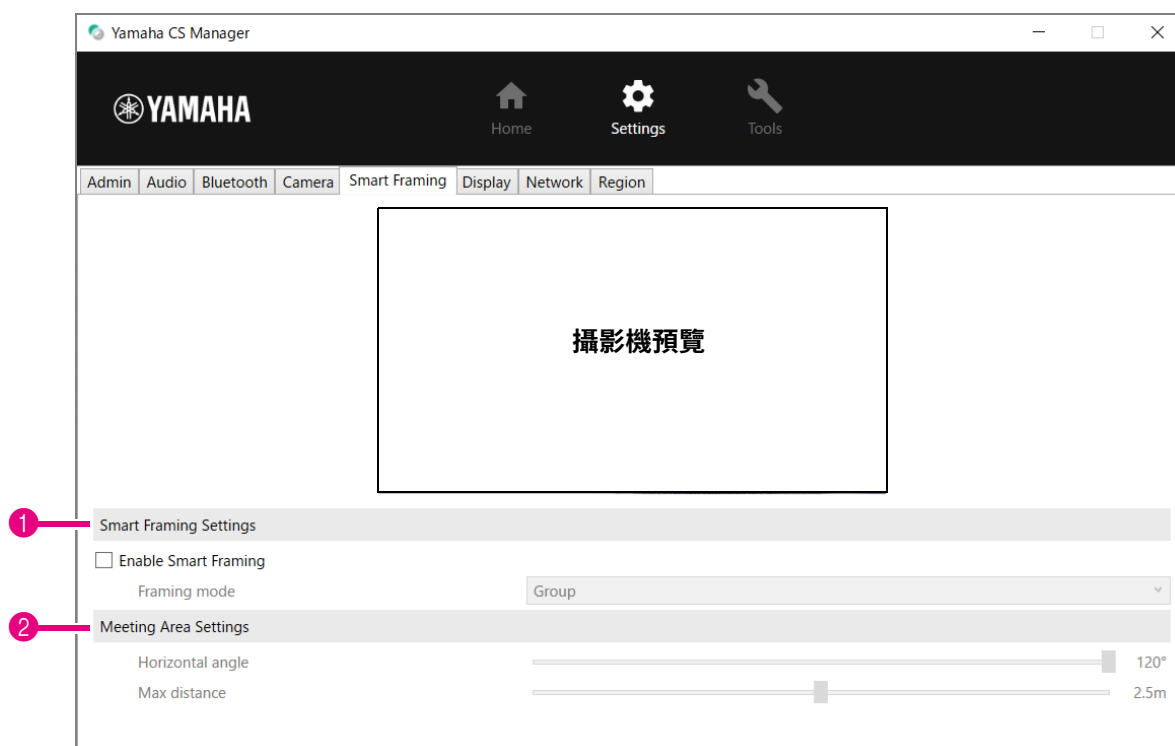 Yamaha CS Manager
YAMAHA
Home
Settings
Tools
Admin
Audio
Bluetooth
Camera
Smart Framing
Display
Network
Region
攝影機預覽
1
Smart Framing Settings
Enable Smart Framing
Framing mode
Group
2
Meeting Area Settings
Horizontal angle
120°
Max distance
2.5m